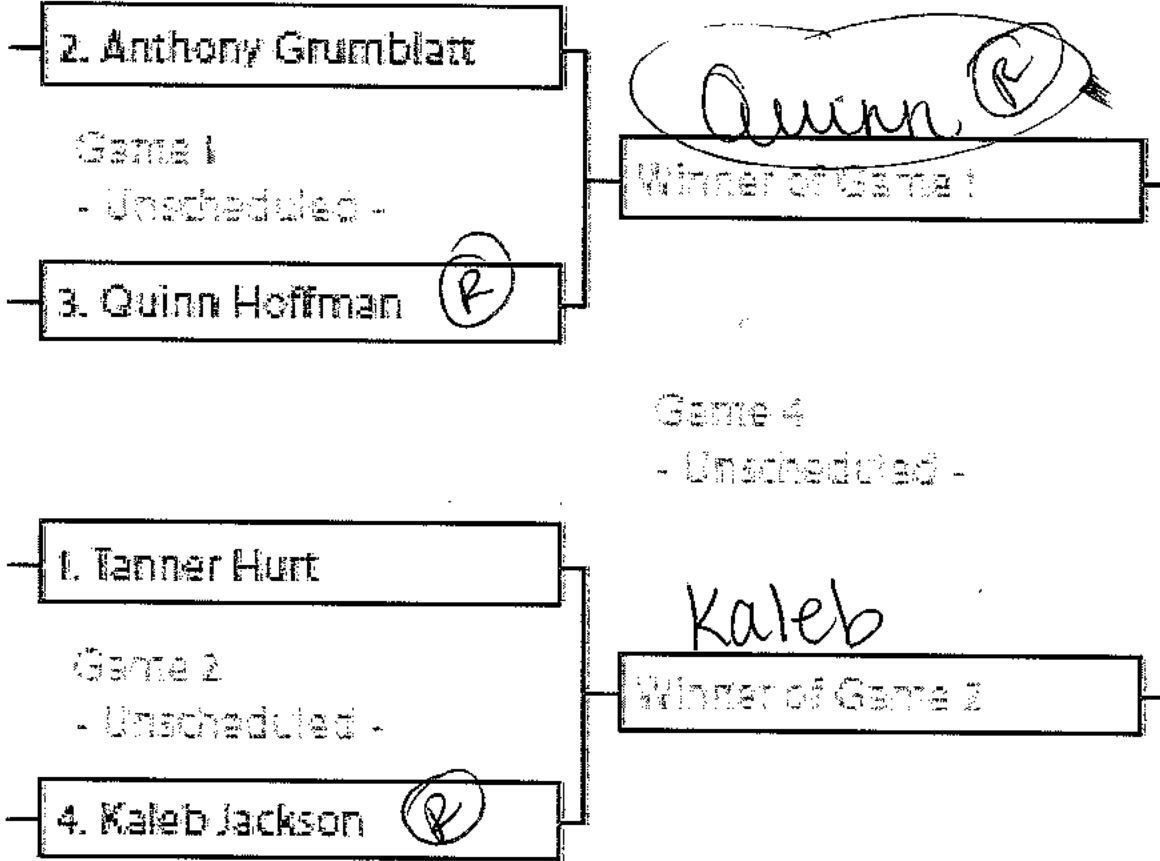 2. Anthony Grumblatt
Quinn R
Game 1
- Unscheduled -
Winner of Game 1
3. Quinn Hoffman R
Game 4
- Unscheduled -
1. Tanner Hurt
Kaleb
Game 2
- Unscheduled -
Winner of Game 2
4. Kaleb Jackson R